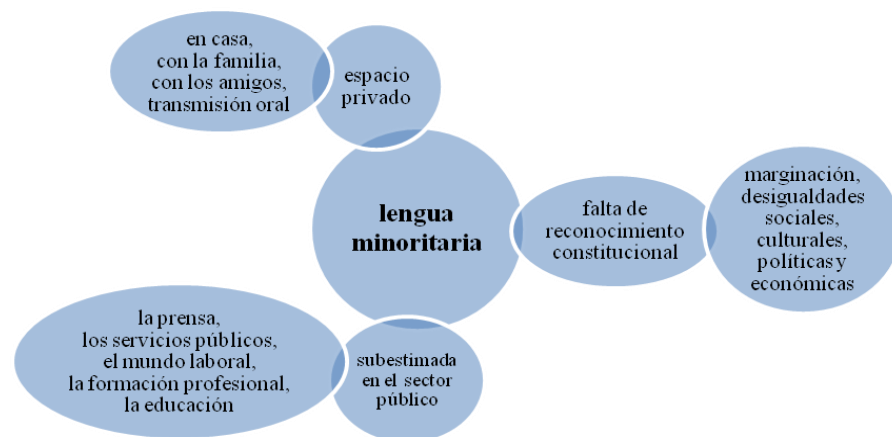 en casa,
con la familia,
con los amigos,
transmisión oral
espacio
privado
lengua
minoritaria
falta de
reconocimiento
constitucional
marginación,
desigualdades
sociales,
culturales,
políticas y
económicas
la prensa,
los servicios públicos,
el mundo laboral,
la formación profesional,
la educación
subestimada
en el sector
público